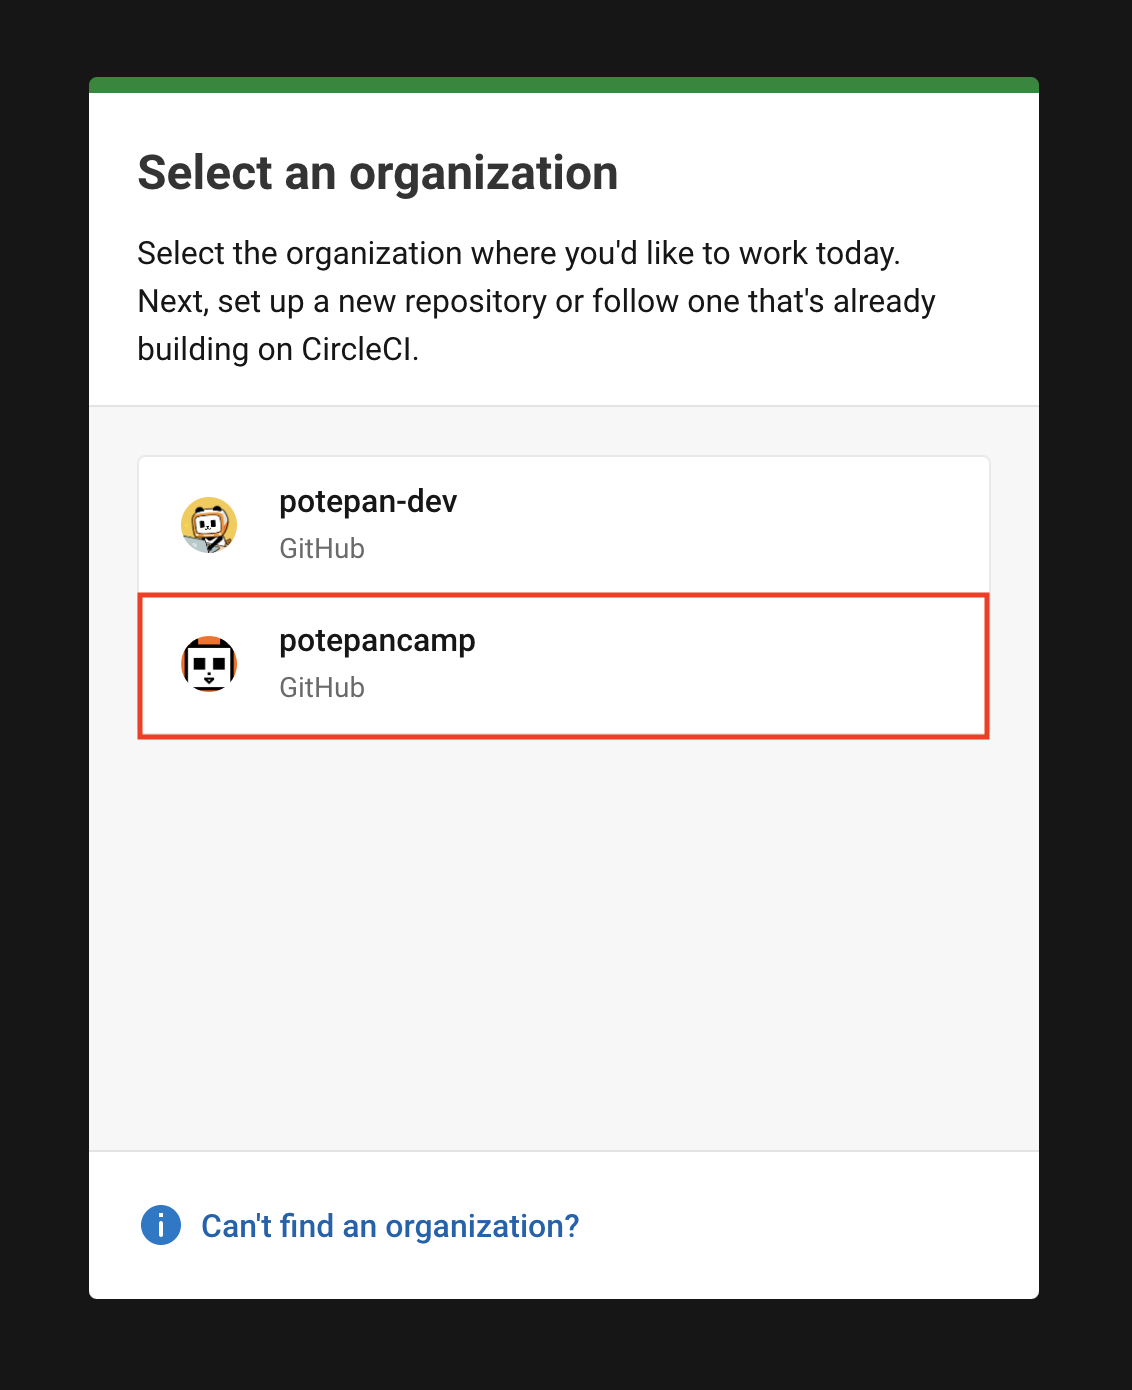 Select an organization
Select the organization where you'd like to work today.
Next, set up a new repository or follow one that's already
building on CircleCI.
potepan-dev
GitHub
potepancamp
GitHub
Can't find an organization?